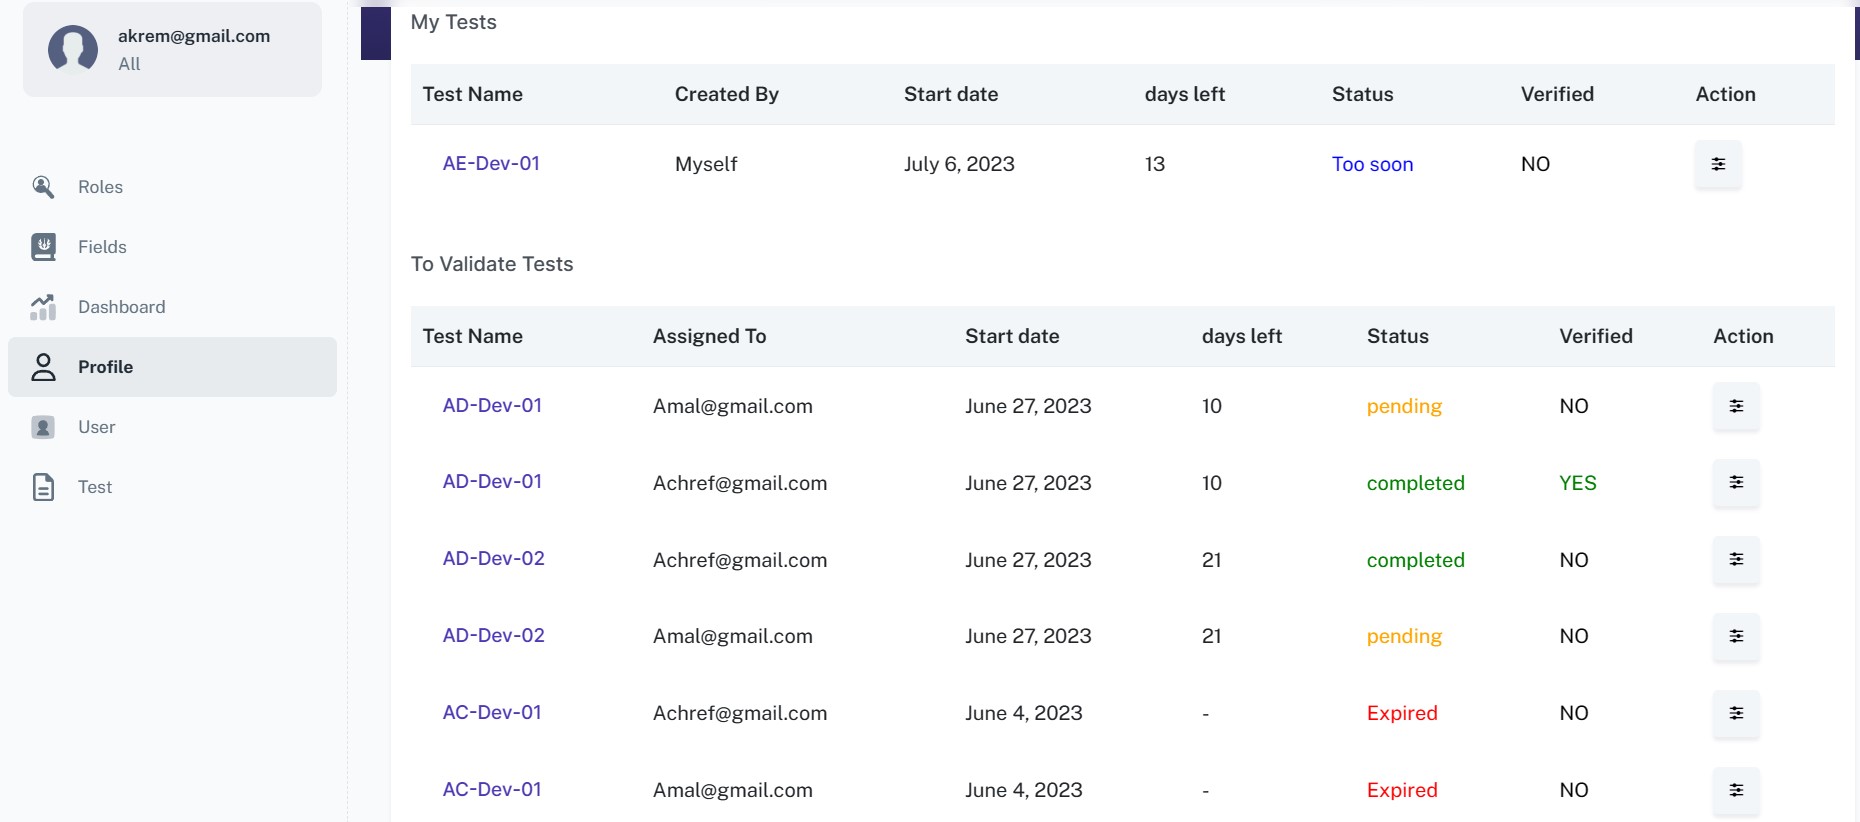 akrem@gmail.com
All
Roles
Fields
Dashboard
Profile
User
Test
My Tests
Test Name Created By Start date days left Status Verified Action
AE-Dev-01 Myself July 6, 2023 13 Too soon NO
To Validate Tests
Test Name Assigned To Start date days left Status Verified Action
AD-Dev-01 Amal@gmail.com June 27, 2023 10 pending NO
AD-Dev-01 Achref@gmail.com June 27, 2023 10 completed YES
AD-Dev-02 Achref@gmail.com June 27, 2023 21 completed NO
AD-Dev-02 Amal@gmail.com June 27, 2023 21 pending NO
AC-Dev-01 Achref@gmail.com June 4, 2023 - Expired NO
AC-Dev-01 Amal@gmail.com June 4, 2023 - Expired NO